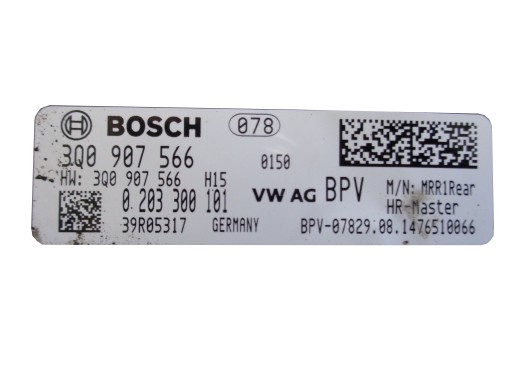 BOSCH 078
3Q0 907 566 0150
HW: 3Q0 907 566 H15
0 203 300 101 VW AG BPV M/N: MRR1Rear
HR-Master
39R05317 GERMANY BPV-07829.08.1476510066